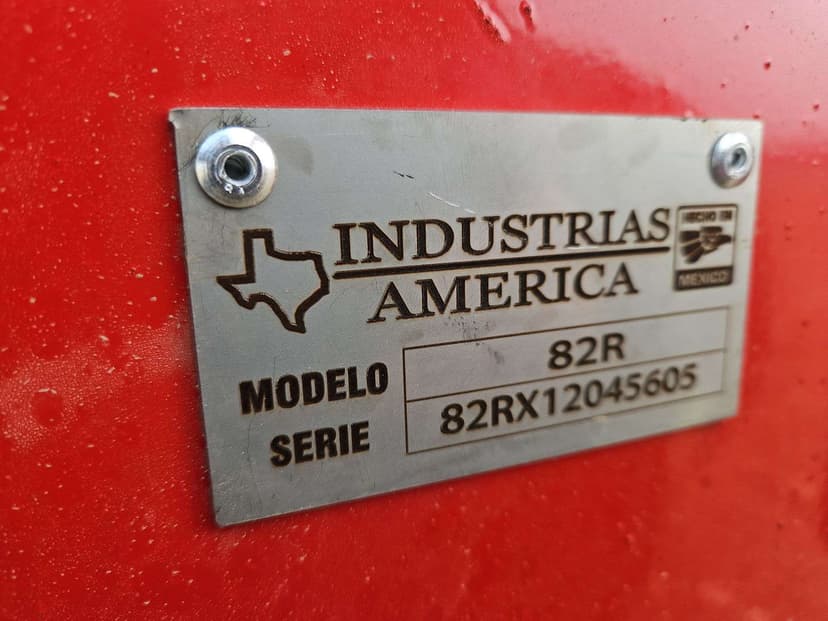 INDUSTRIAS
AMERICA
HECHO EN
MEXICO
MODELO 82R
SERIE 82RX12045605